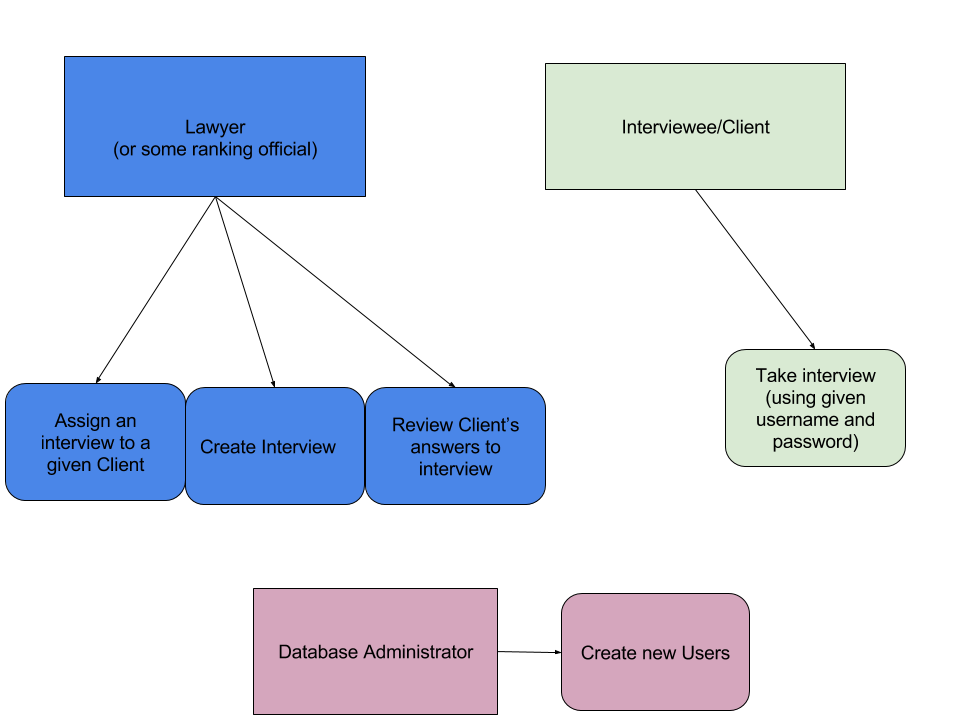 Lawyer
(or some ranking official)
Interviewee/Client
Assign an
interview to a
given Client
Create Interview
Review Client's
answers to
interview
Take interview
(using given
username and
password)
Database Administrator
Create new Users